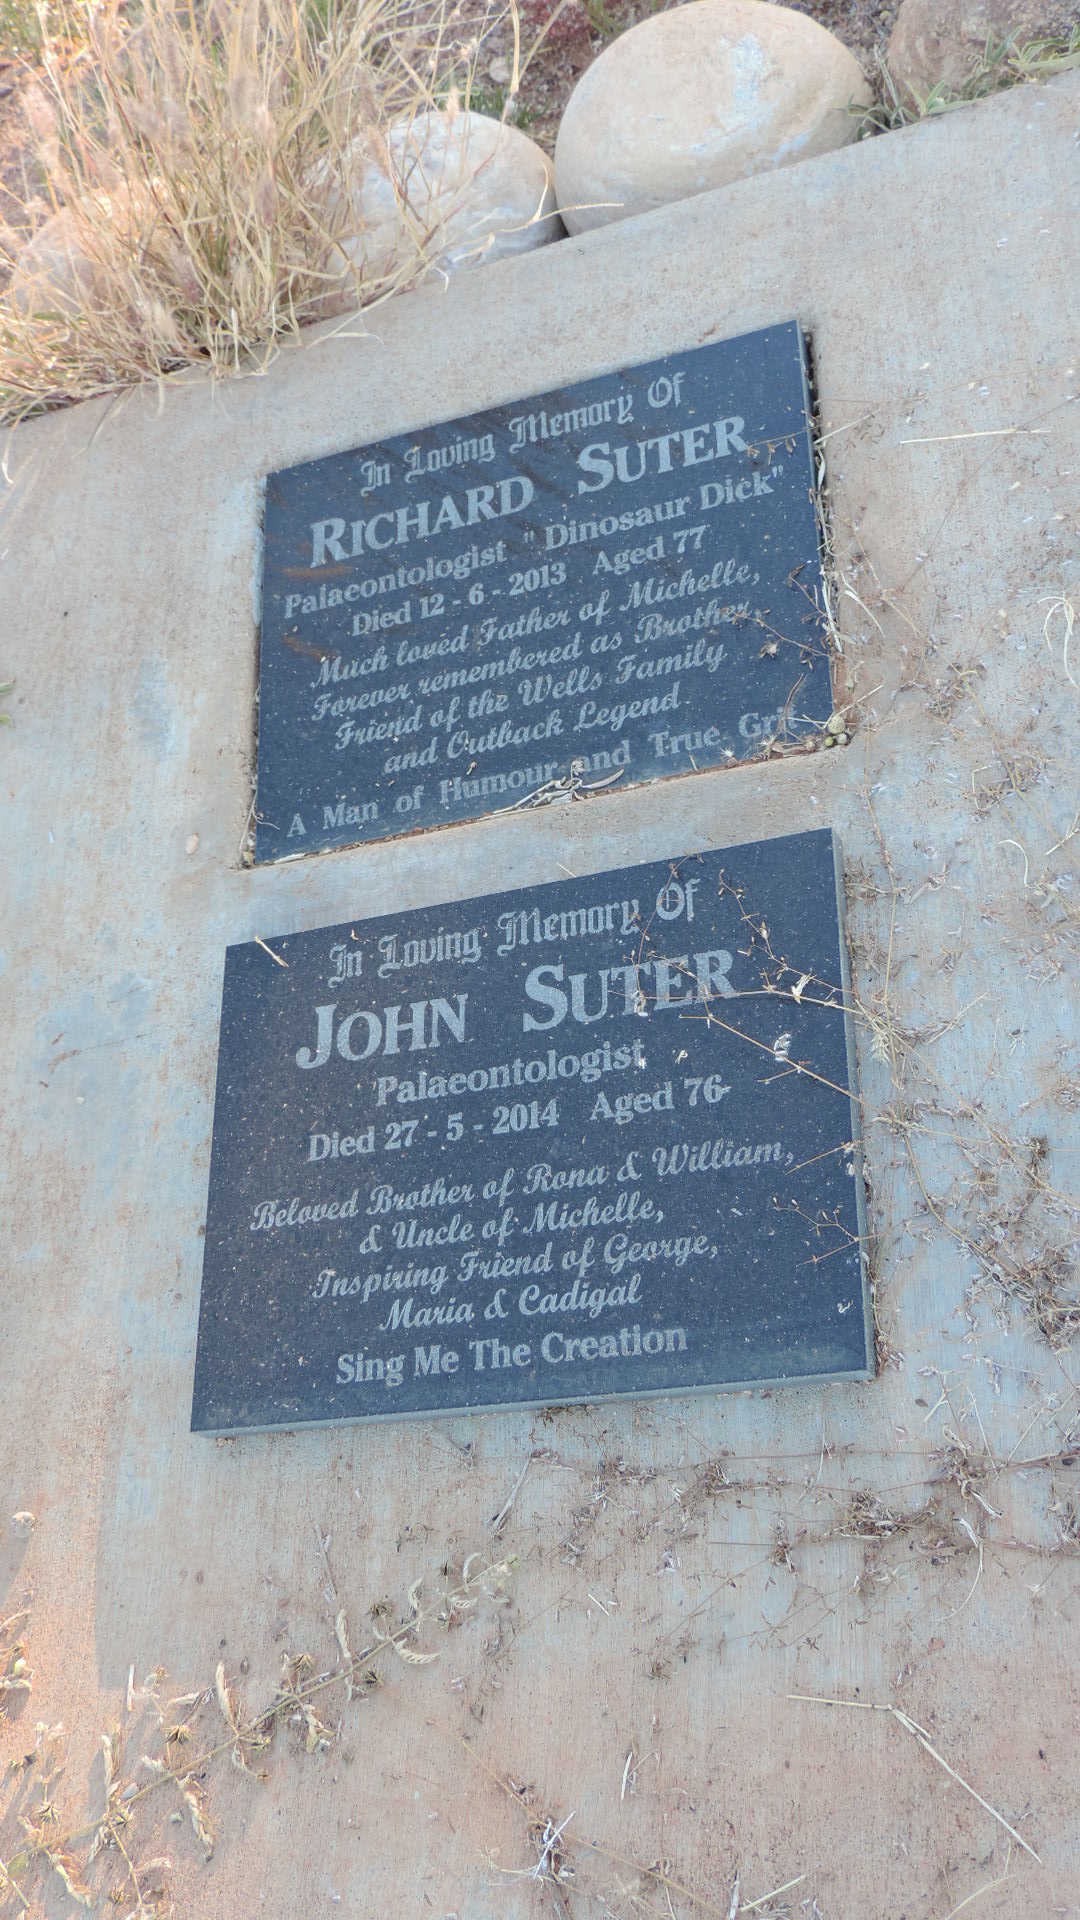 In Loving Memory Of
RICHARD SUTER
Palaeontologist "Dinosaur Dick"
Died 12 - 6 - 2013 Aged 77
Much loved Father of Michelle,
Forever remembered as Brother,
Friend of the Wells Family
and Outback Legend
A Man of Humour and True Grit
In Loving Memory Of
JOHN SUTER
Palaeontologist
Died 27 - 5 - 2014 Aged 76
Beloved Brother of Rona & William,
& Uncle of Michelle,
Inspiring Friend of George,
Maria & Cadigal
Sing Me The Creation